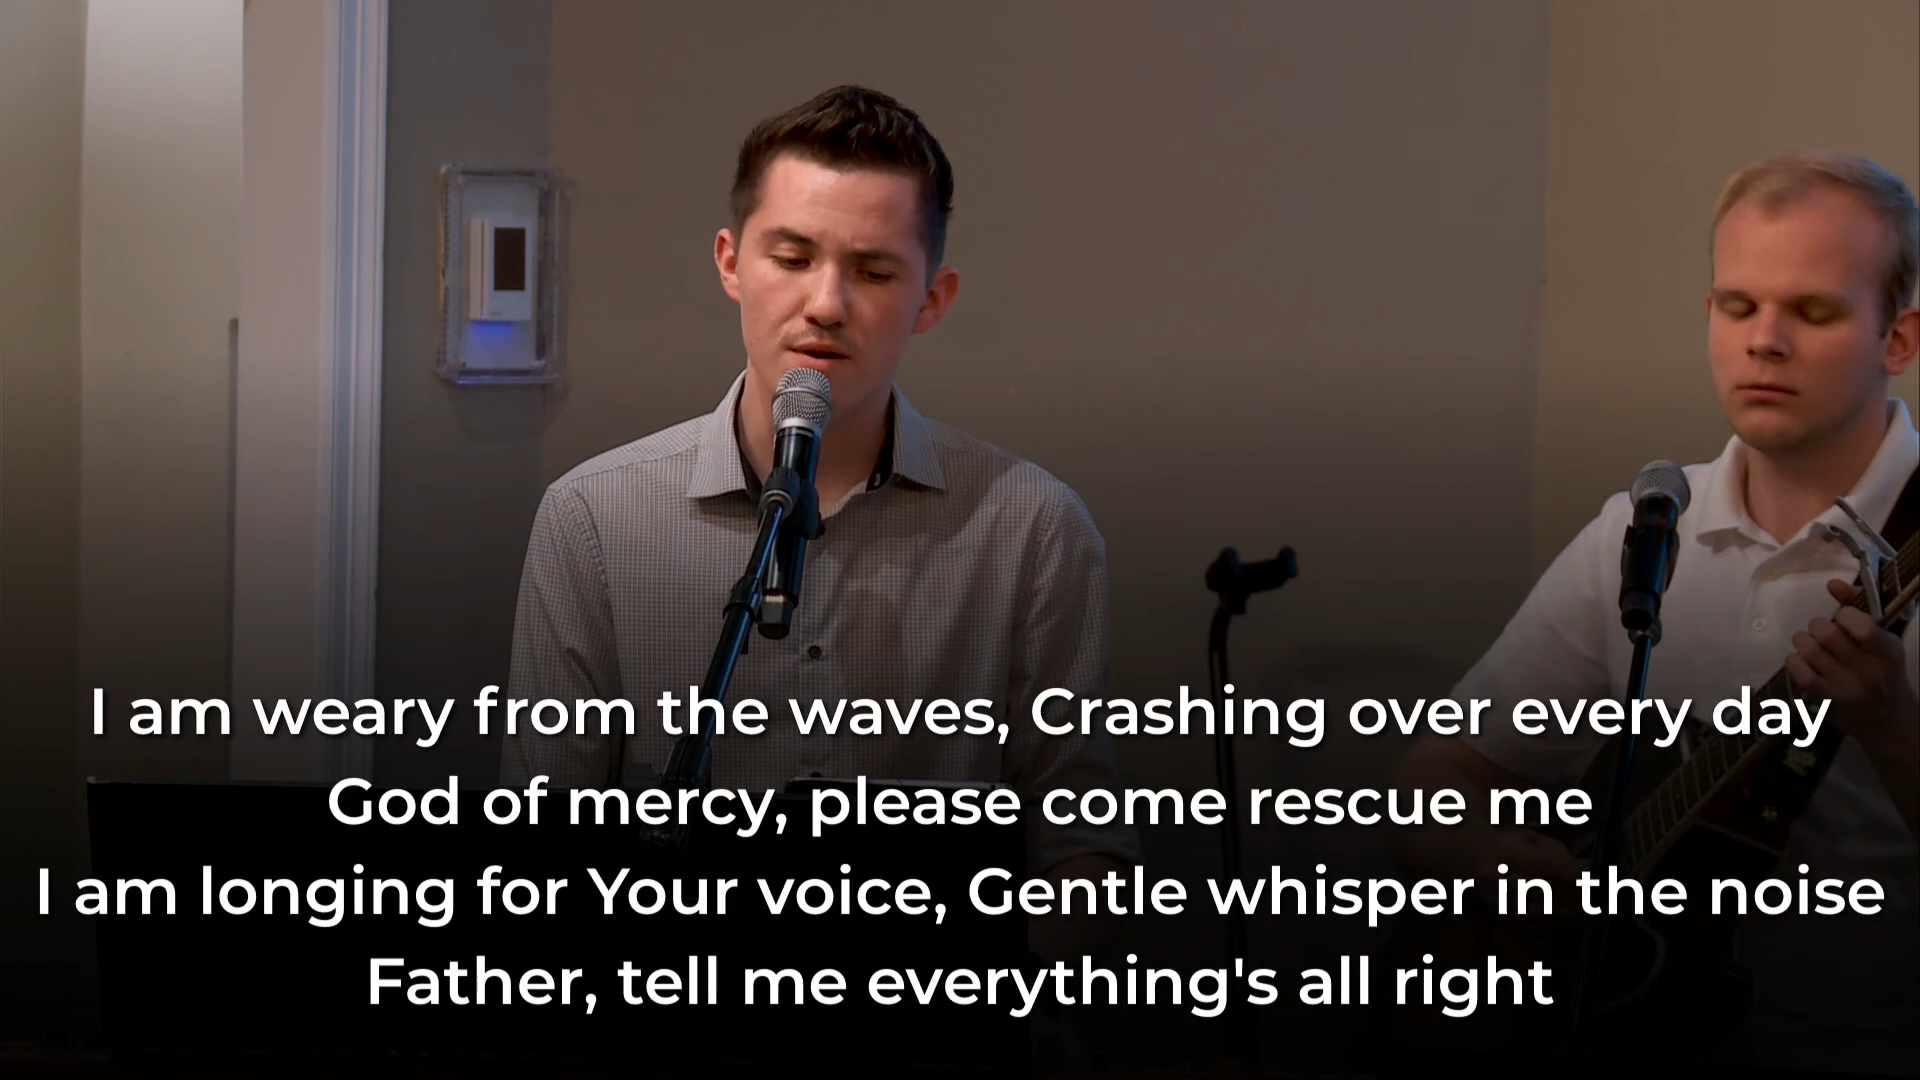 I am weary from the waves, Crashing over every day
God of mercy, please come rescue me
I am longing for Your voice, Gentle whisper in the noise
Father, tell me everything's all right